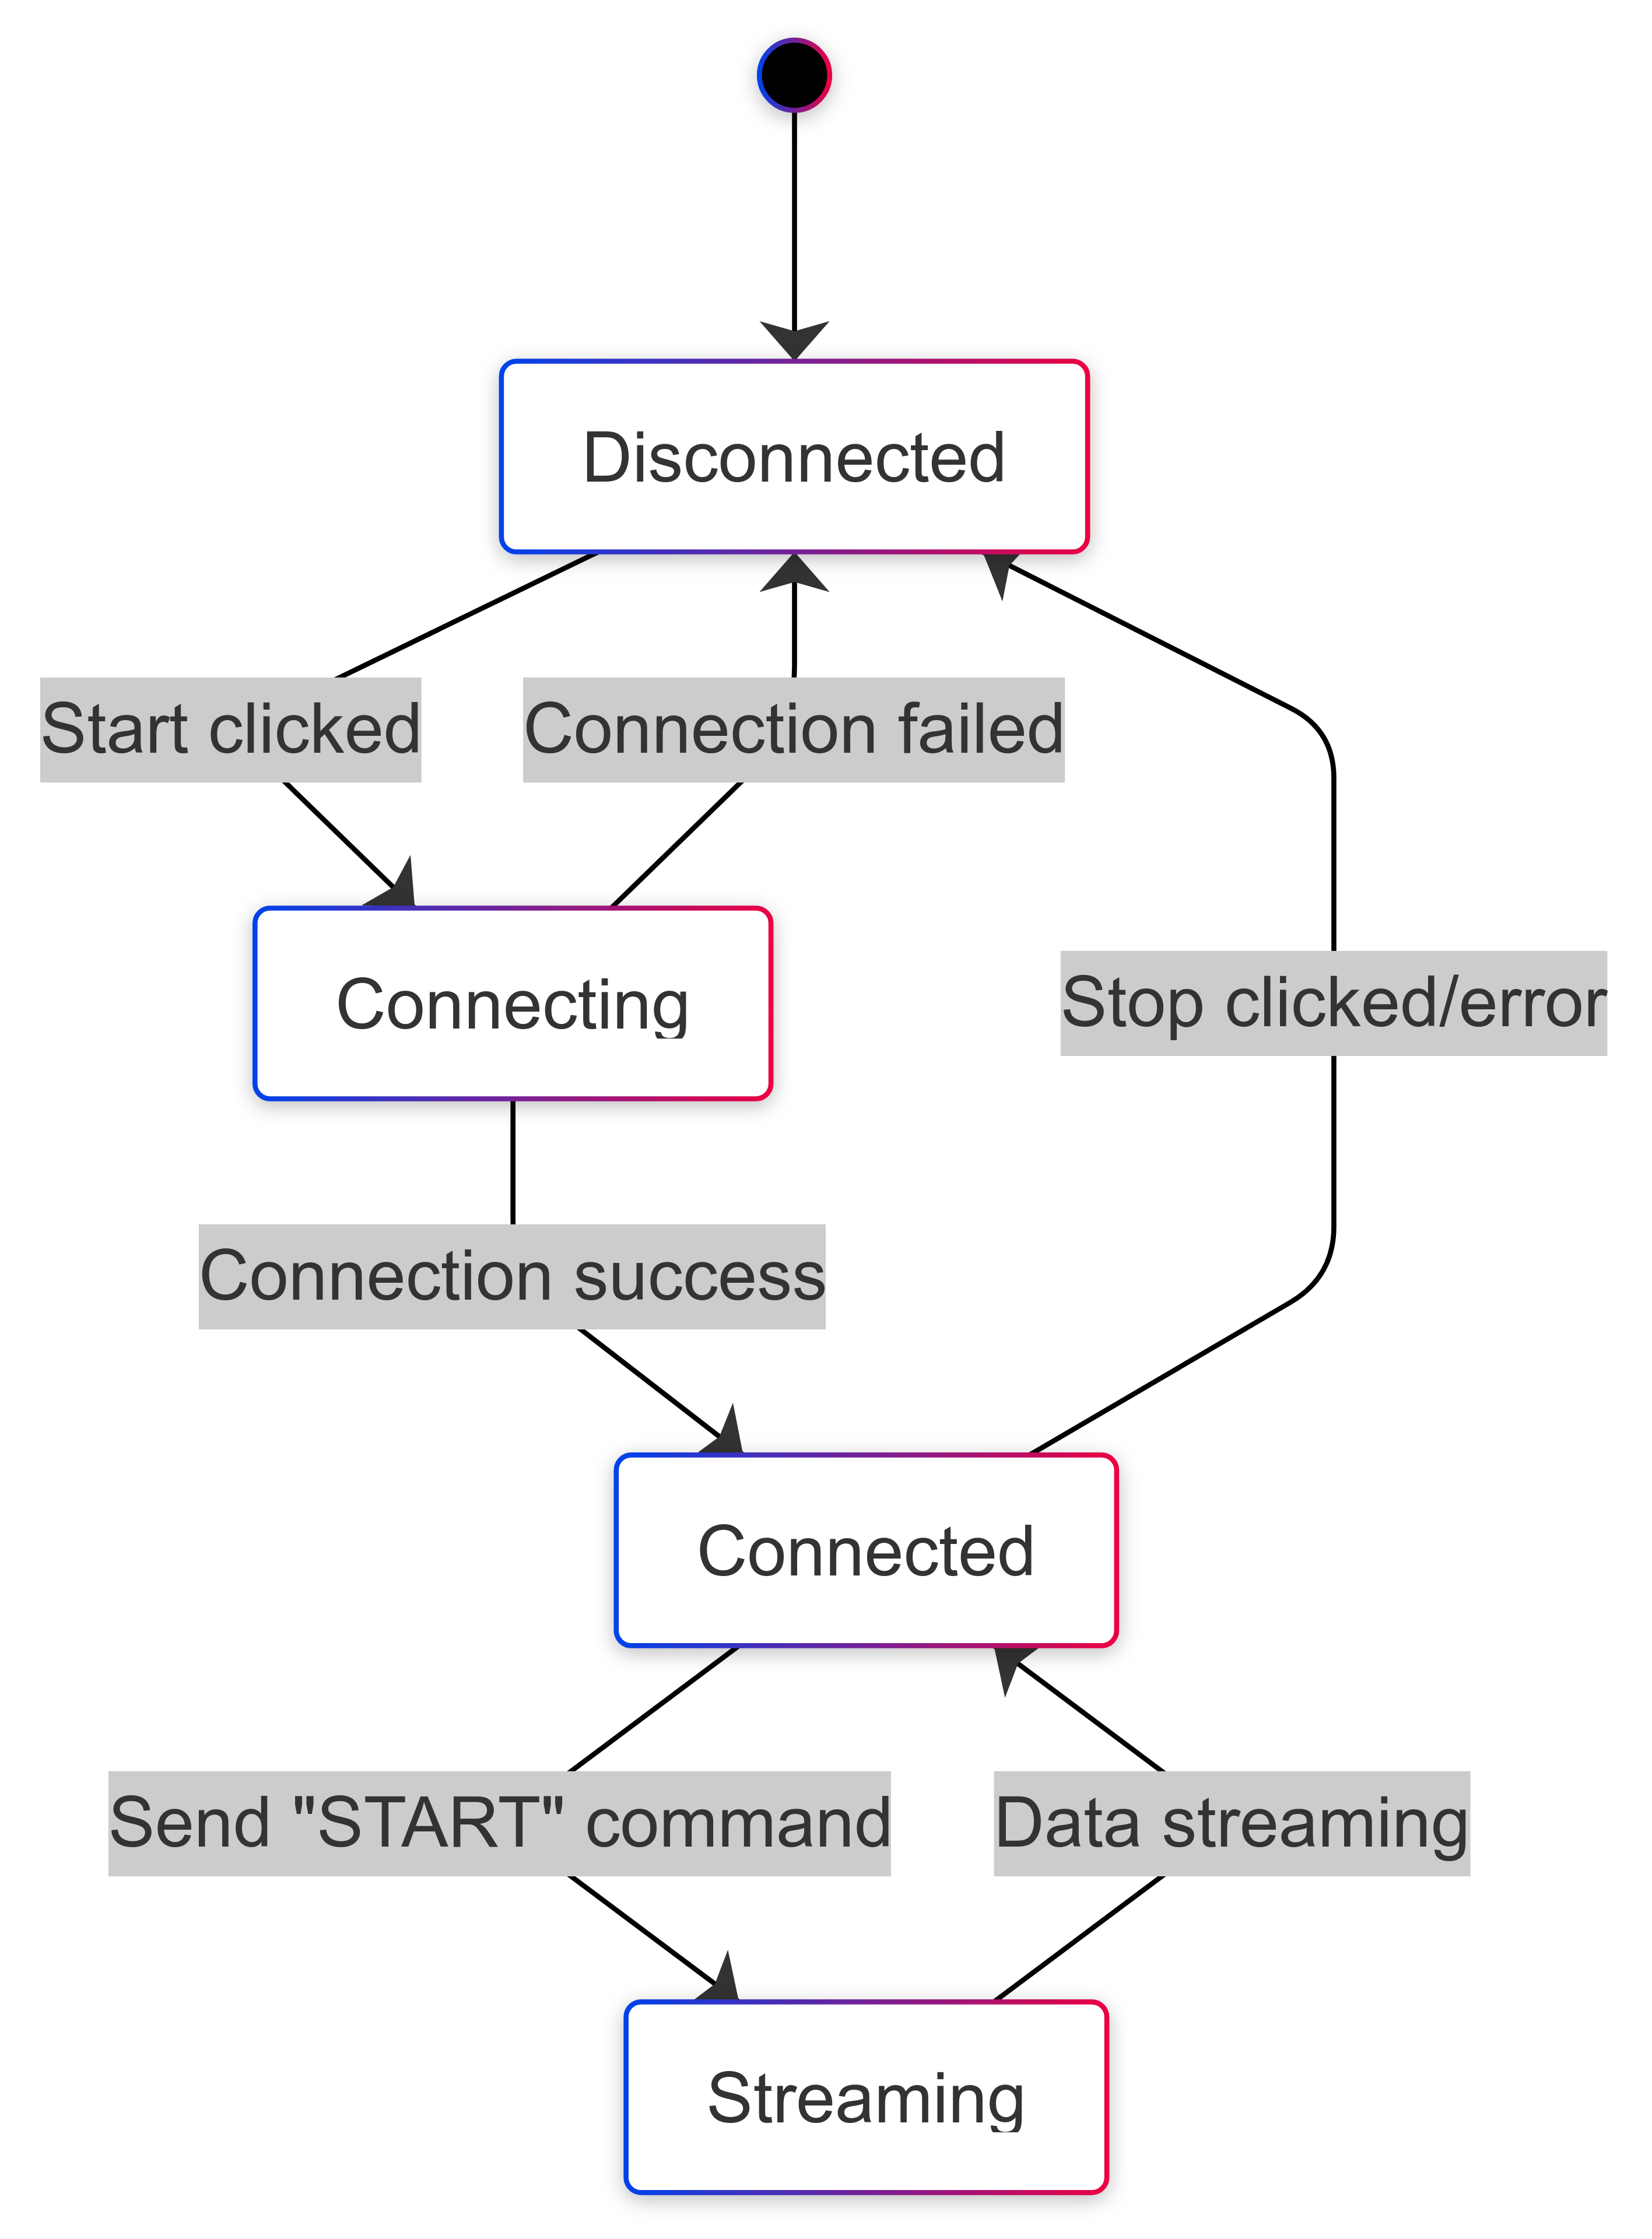 Disconnected
Start clicked
Connection failed
Connecting
Stop clicked/error
Connection success
Connected
Send "START" command
Data streaming
Streaming